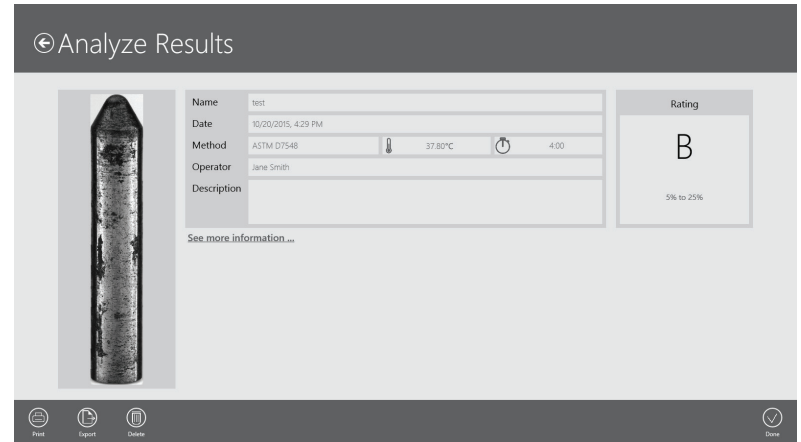 Analyze Results
Name test
Date 10/20/2015, 4:29 PM
Method ASTM D7548 37.80°C 4:00
Operator Jane Smith
Description
See more information ...
Rating
B
5% to 25%
Print Export Delete Done